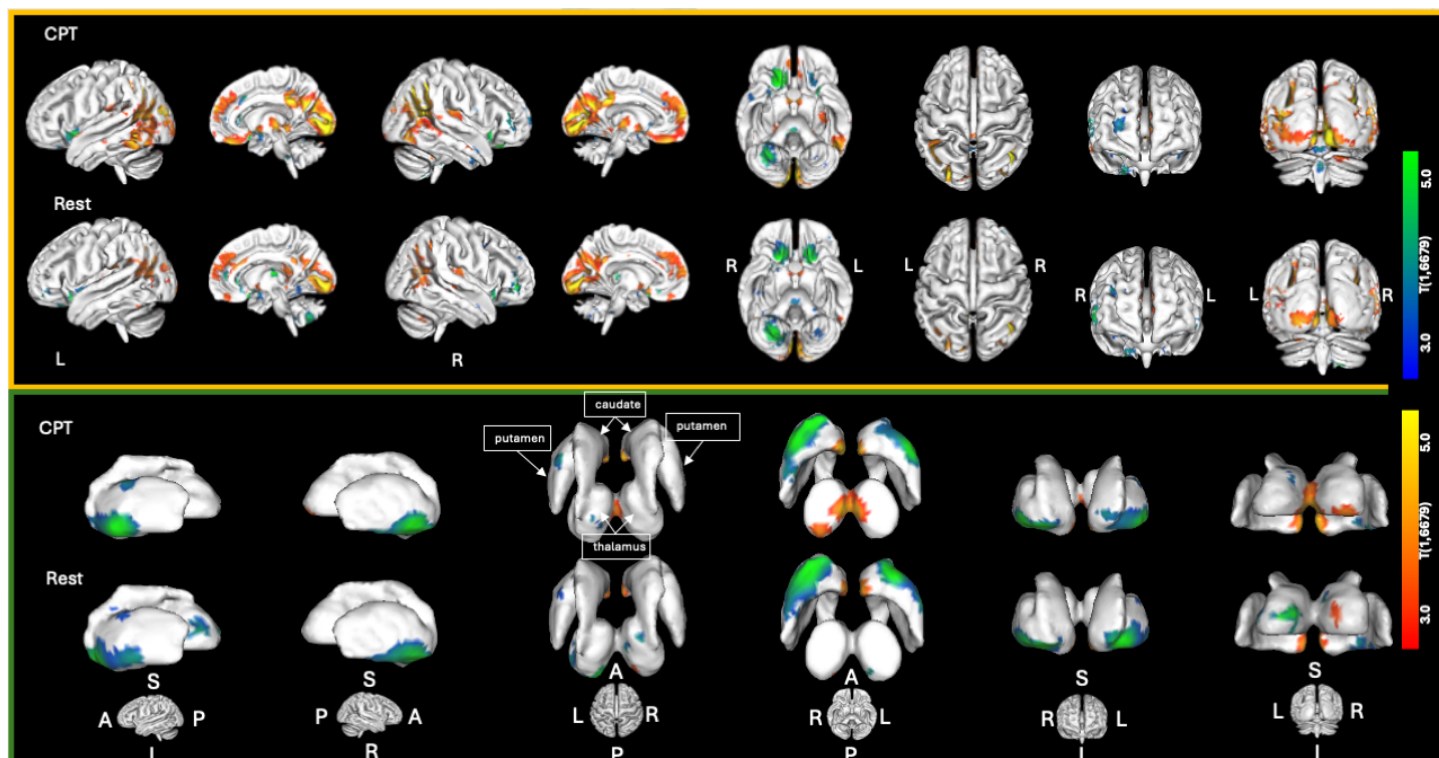 CPT
Rest
R L L R
R L L R
L R
5.0
T(1,6679)
3.0
CPT
caudate
putamen putamen
thalamus
5.0
T(1,6679)
3.0
Rest
S S A A S S
A P P A L R R L R L L R
I R P P I I